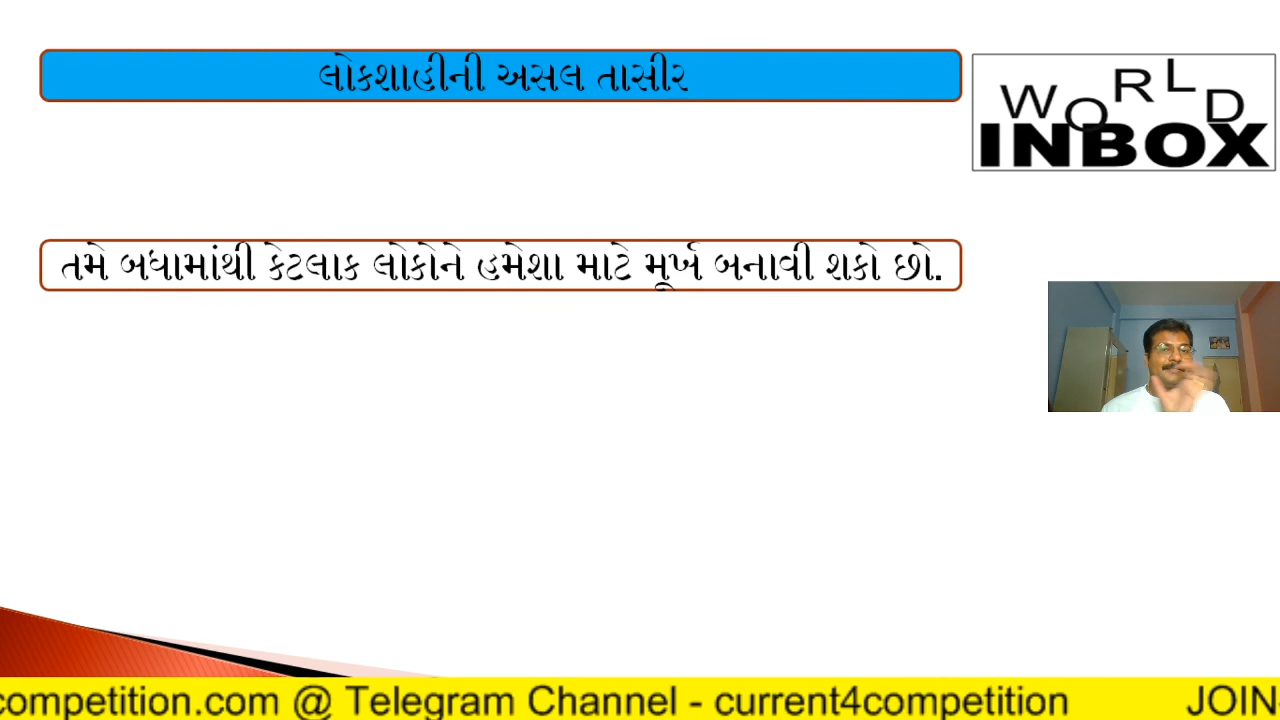 લોકશાહીની અસલ તાસીર
WORLD
INBOX
તમે બધામાંથી કેટલાક લોકોને હમેશા માટે મૂર્ખ બનાવી શકો છો.
competition.com @ Telegram Channel - current4competition JOIN